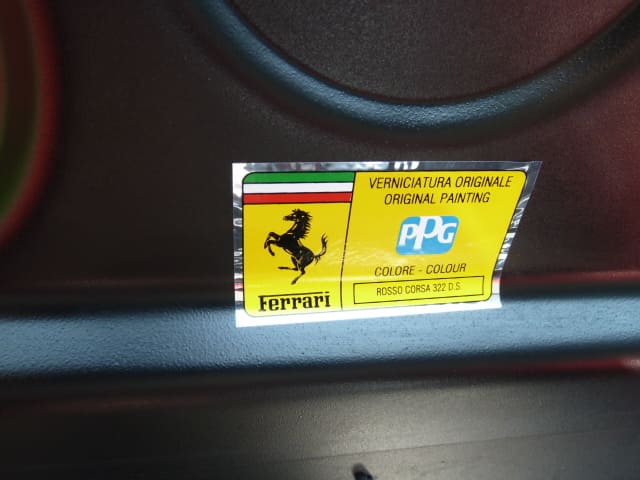 VERNICIATURA ORIGINALE
ORIGINAL PAINTING
PPG
COLORE - COLOUR
ROSSO CORSA 322 D.S.
Ferrari